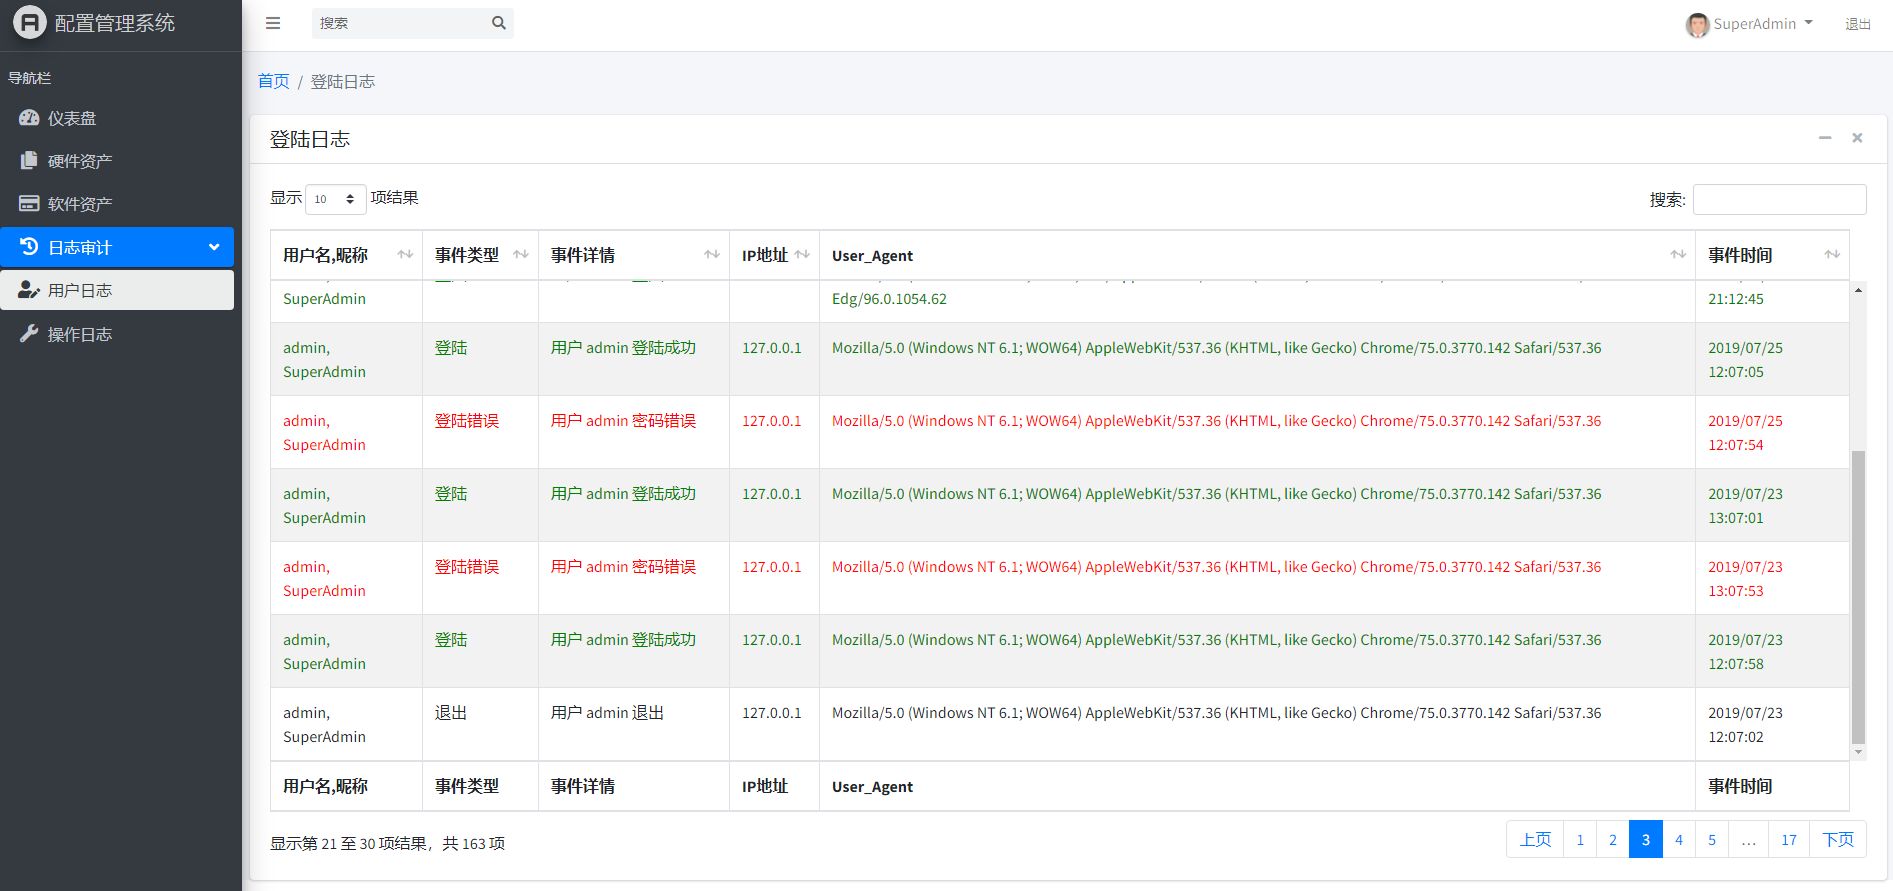 配置管理系统
搜索
SuperAdmin
退出
导航栏
仪表盘
硬件资产
软件资产
日志审计
用户日志
操作日志
首页 / 登陆日志
登陆日志
显示 10 项结果
搜索:
用户名,昵称 事件类型 事件详情 IP地址 User_Agent 事件时间
SuperAdmin Edg/96.0.1054.62 21:12:45
admin, 登陆 用户 admin 登陆成功 127.0.0.1 Mozilla/5.0 (Windows NT 6.1; WOW64) AppleWebKit/537.36 (KHTML, like Gecko) Chrome/75.0.3770.142 Safari/537.36 2019/07/25
SuperAdmin 12:07:05
admin, 登陆错误 用户 admin 密码错误 127.0.0.1 Mozilla/5.0 (Windows NT 6.1; WOW64) AppleWebKit/537.36 (KHTML, like Gecko) Chrome/75.0.3770.142 Safari/537.36 2019/07/25
SuperAdmin 12:07:54
admin, 登陆 用户 admin 登陆成功 127.0.0.1 Mozilla/5.0 (Windows NT 6.1; WOW64) AppleWebKit/537.36 (KHTML, like Gecko) Chrome/75.0.3770.142 Safari/537.36 2019/07/23
SuperAdmin 13:07:01
admin, 登陆错误 用户 admin 密码错误 127.0.0.1 Mozilla/5.0 (Windows NT 6.1; WOW64) AppleWebKit/537.36 (KHTML, like Gecko) Chrome/75.0.3770.142 Safari/537.36 2019/07/23
SuperAdmin 13:07:53
admin, 登陆 用户 admin 登陆成功 127.0.0.1 Mozilla/5.0 (Windows NT 6.1; WOW64) AppleWebKit/537.36 (KHTML, like Gecko) Chrome/75.0.3770.142 Safari/537.36 2019/07/23
SuperAdmin 12:07:58
admin, 退出 用户 admin 退出 127.0.0.1 Mozilla/5.0 (Windows NT 6.1; WOW64) AppleWebKit/537.36 (KHTML, like Gecko) Chrome/75.0.3770.142 Safari/537.36 2019/07/23
SuperAdmin 12:07:02
用户名,昵称 事件类型 事件详情 IP地址 User_Agent 事件时间
显示第 21 至 30 项结果，共 163 项
上页 1 2 3 4 5 … 17 下页